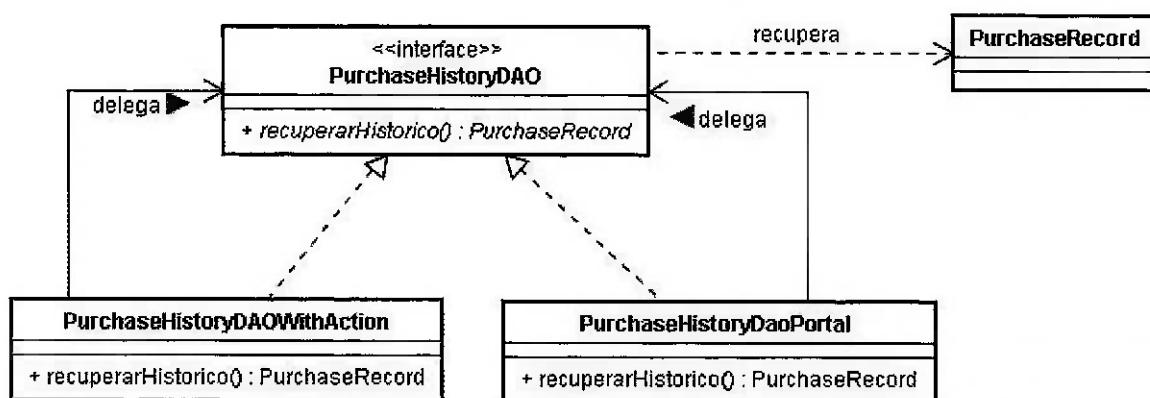 <<interface>>
PurchaseHistoryDAO
+ recuperarHistorico() : PurchaseRecord
recupera
PurchaseRecord
delega
delega
PurchaseHistoryDAOWithAction
+ recuperarHistorico() : PurchaseRecord
PurchaseHistoryDaoPortal
+ recuperarHistorico() : PurchaseRecord